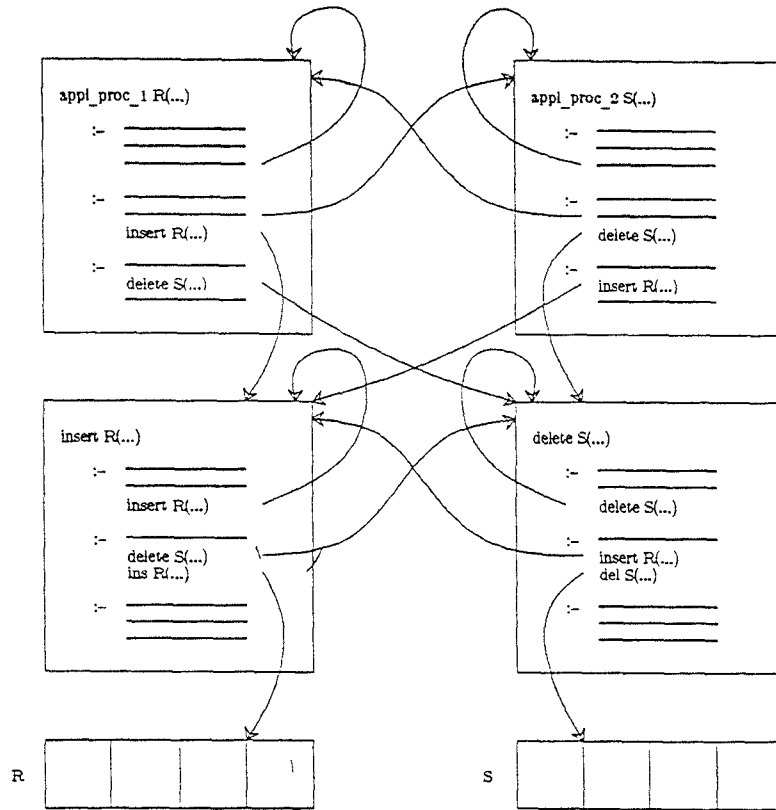 appl_proc_1 R(...)
:-
:-
insert R(...)
:-
delete S(...)
appl_proc_2 S(...)
:-
:-
delete S(...)
:-
insert R(...)
insert R(...)
:-
insert R(...)
:-
delete S(...)
ins R(...)
:-
delete S(...)
:-
delete S(...)
:-
insert R(...)
del S(...)
:-
R
S